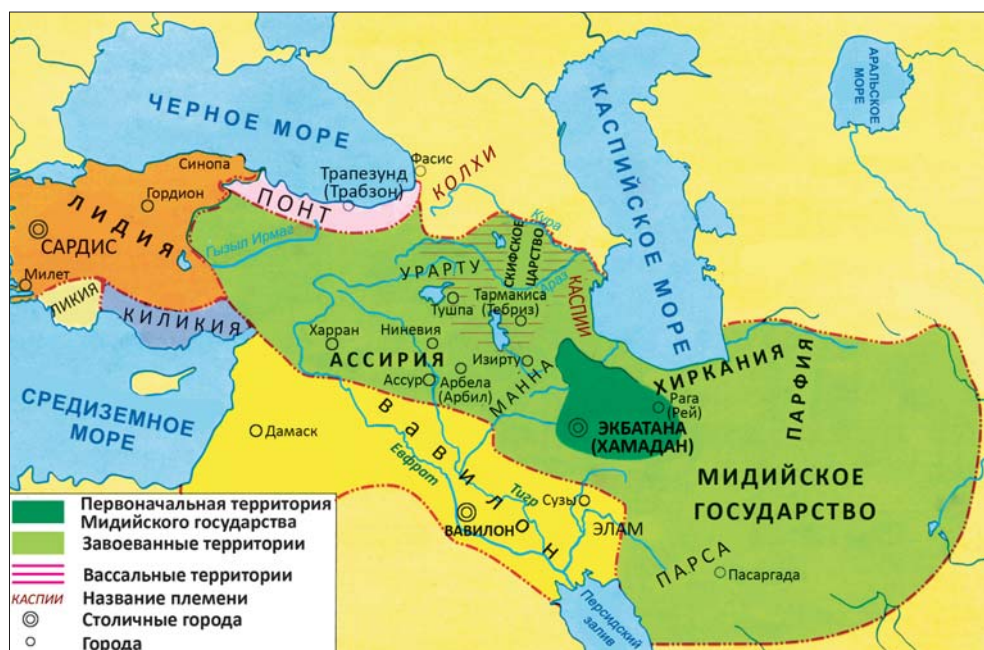 ЧЕРНОЕ МОРЕ
КАСПИЙСКОЕ МОРЕ
АРАЛЬСКОЕ
МОРЕ
Синопа
Фасис
КОЛХИ
Трапезунд
(Трабзон)
ПОНТ
Гордион
ЛИДИЯ
САРДИС
Милет
ЛИКИЯ
КИЛИКИЯ
Гызыл Ирмаг
Кура
СКИФСКОЕ
ЦАРСТВО
Араз
УРАРТУ
КАСПИИ
Тушпа
Тармакиса
(Тебриз)
Харран
Ниневия
АССИРИЯ
Изирту
Ассур
Арбела
(Арбил)
МАННА
ХИРКАНИЯ
ПАРФИЯ
Рага
(Рей)
ЭКБАТАНА
(ХАМАДАН)
СРЕДИЗЕМНОЕ
МОРЕ
Дамаск
ВАВИЛОН
Евфрат
Тигр
Сузы
ВАВИЛОН
ЭЛАМ
МИДИЙСКОЕ
ГОСУДАРСТВО
ПАРСА
Пасаргада
Персидский
залив
Первоначальная территория
Мидийского государства
Завоеванные территории
Вассальные территории
КАСПИИ Название племени
Столичные города
Города